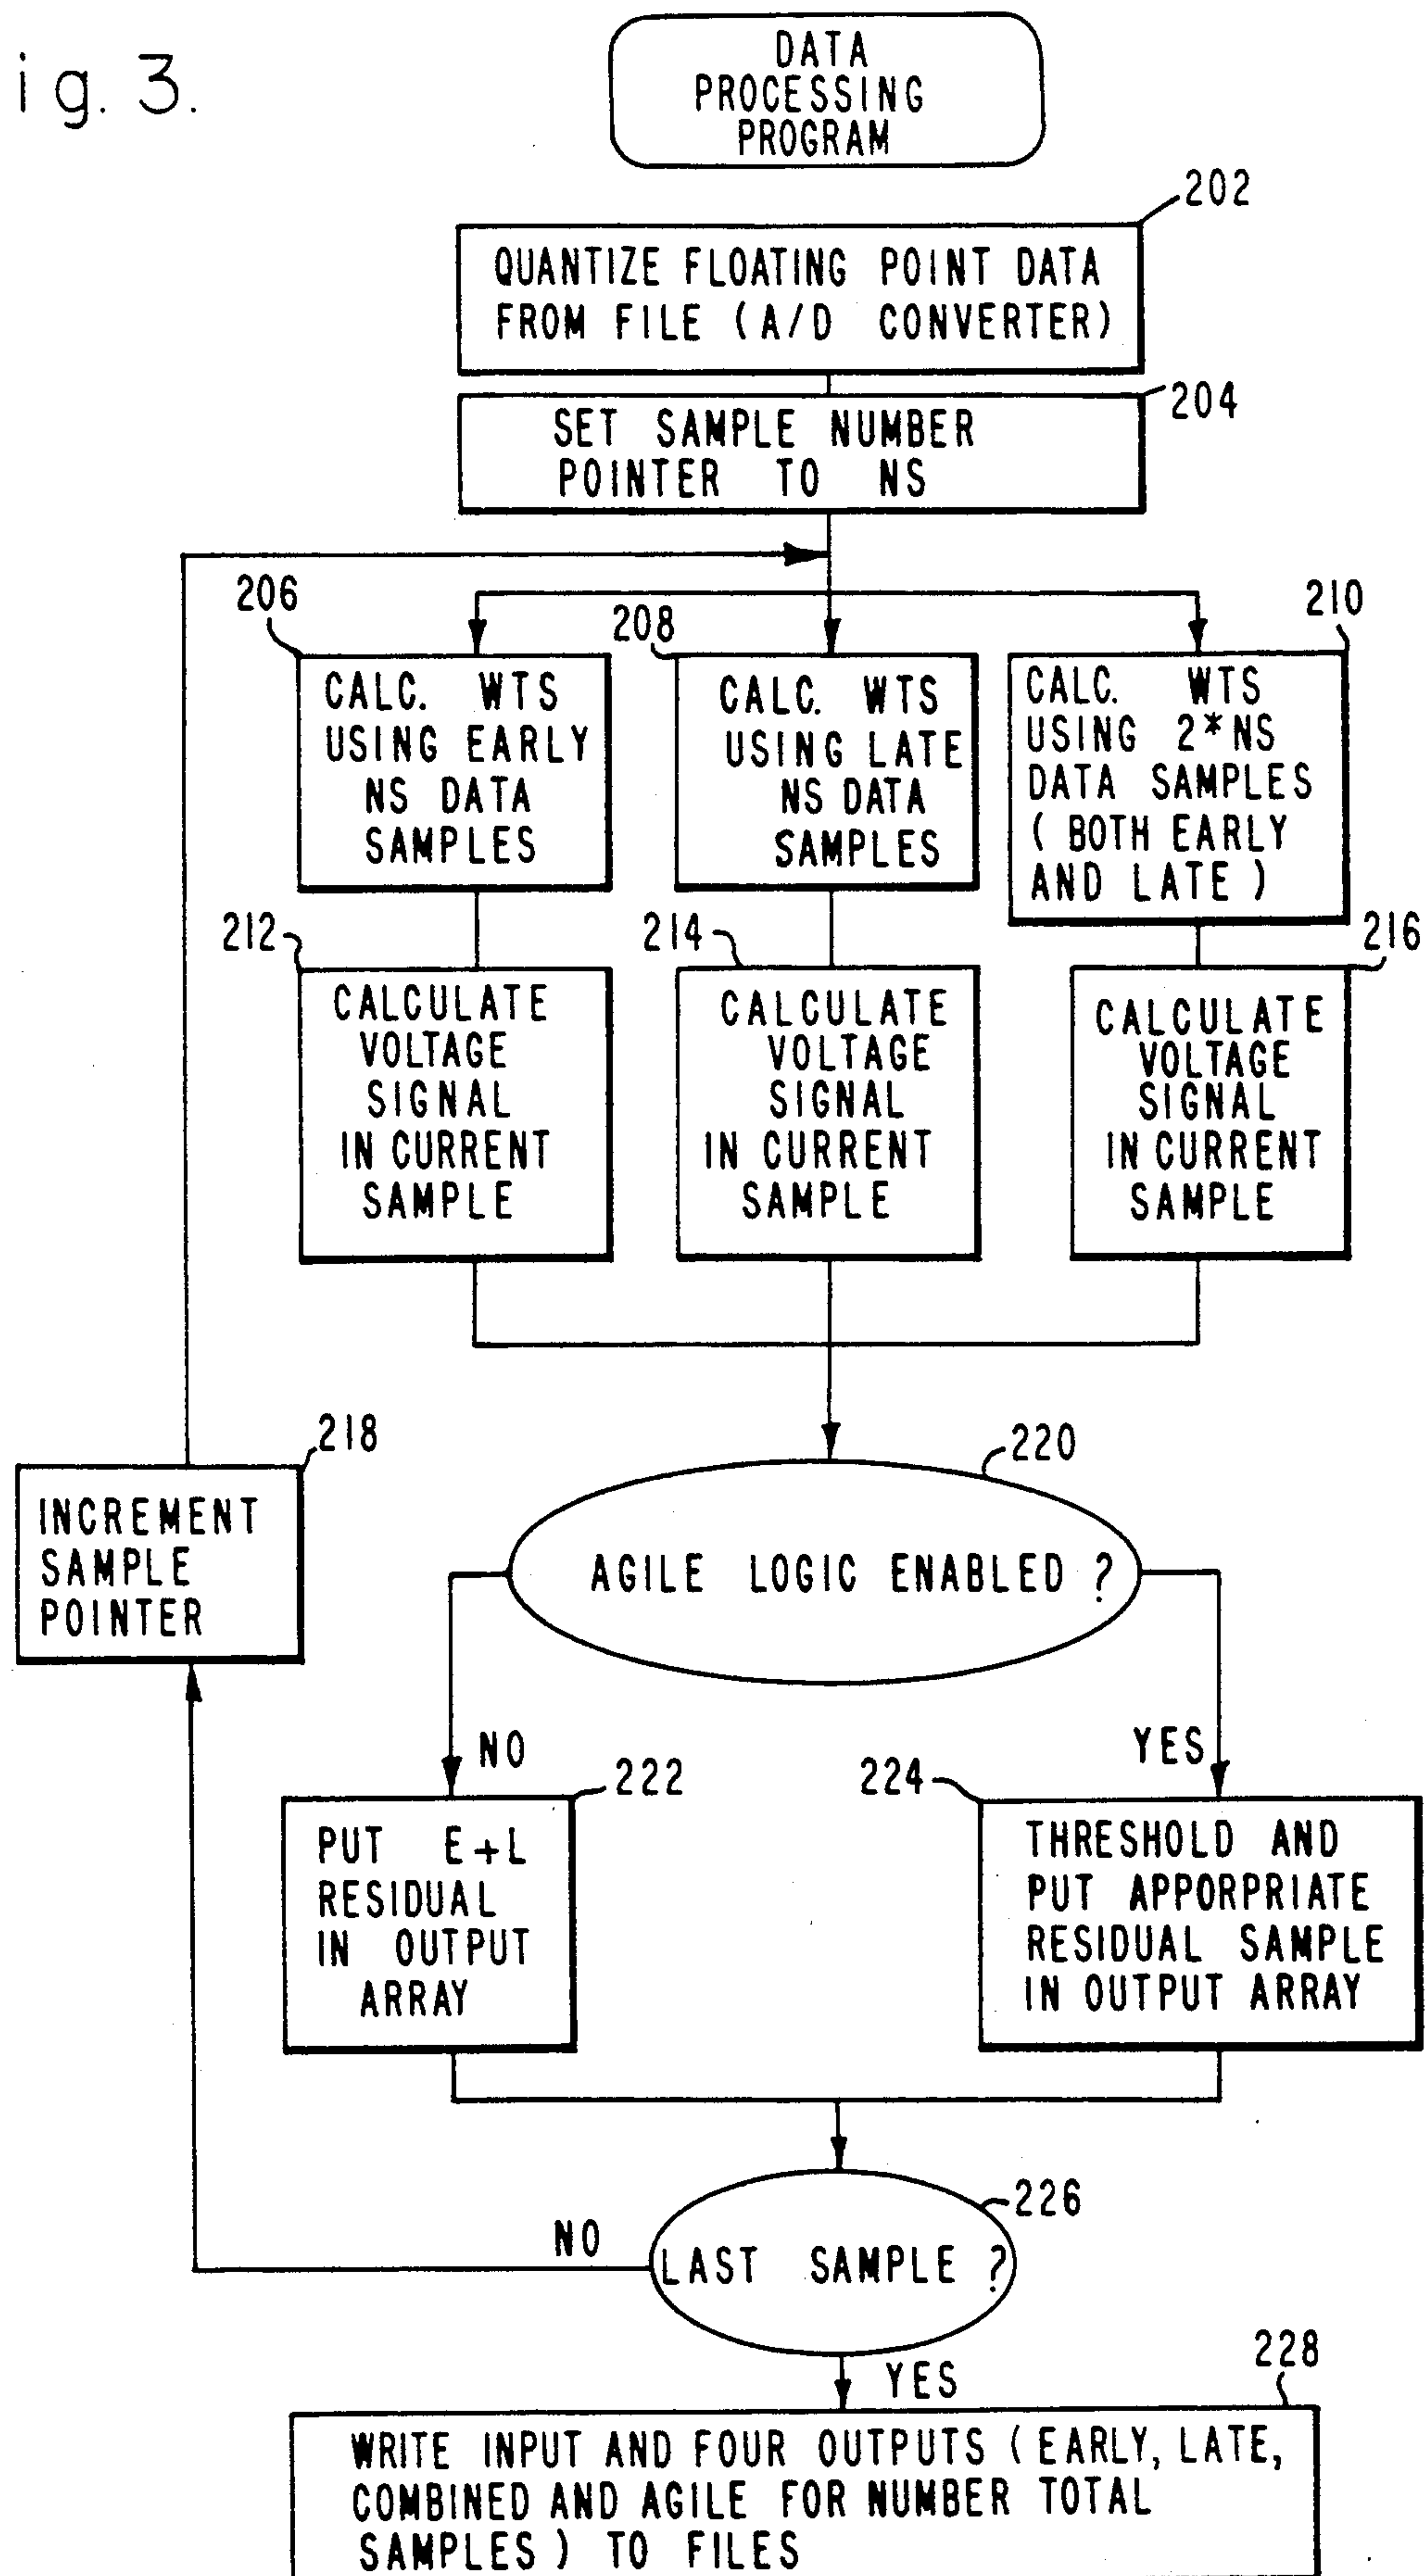 ig. 3.
DATA
PROCESSING
PROGRAM
202
QUANTIZE FLOATING POINT DATA
FROM FILE (A/D CONVERTER)
204
SET SAMPLE NUMBER
POINTER TO NS
206
CALC. WTS
USING EARLY
NS DATA
SAMPLES
208
CALC. WTS
USING LATE
NS DATA
SAMPLES
210
CALC. WTS
USING 2*NS
DATA SAMPLES
(BOTH EARLY
AND LATE)
212
CALCULATE
VOLTAGE
SIGNAL
IN CURRENT
SAMPLE
214
CALCULATE
VOLTAGE
SIGNAL
IN CURRENT
SAMPLE
216
CALCULATE
VOLTAGE
SIGNAL
IN CURRENT
SAMPLE
218
INCREMENT
SAMPLE
POINTER
220
AGILE LOGIC ENABLED ?
NO
YES
222
PUT E+L
RESIDUAL
IN OUTPUT
ARRAY
224
THRESHOLD AND
PUT APPORPRIATE
RESIDUAL SAMPLE
IN OUTPUT ARRAY
226
LAST SAMPLE ?
NO
YES
228
WRITE INPUT AND FOUR OUTPUTS (EARLY, LATE,
COMBINED AND AGILE FOR NUMBER TOTAL
SAMPLES) TO FILES